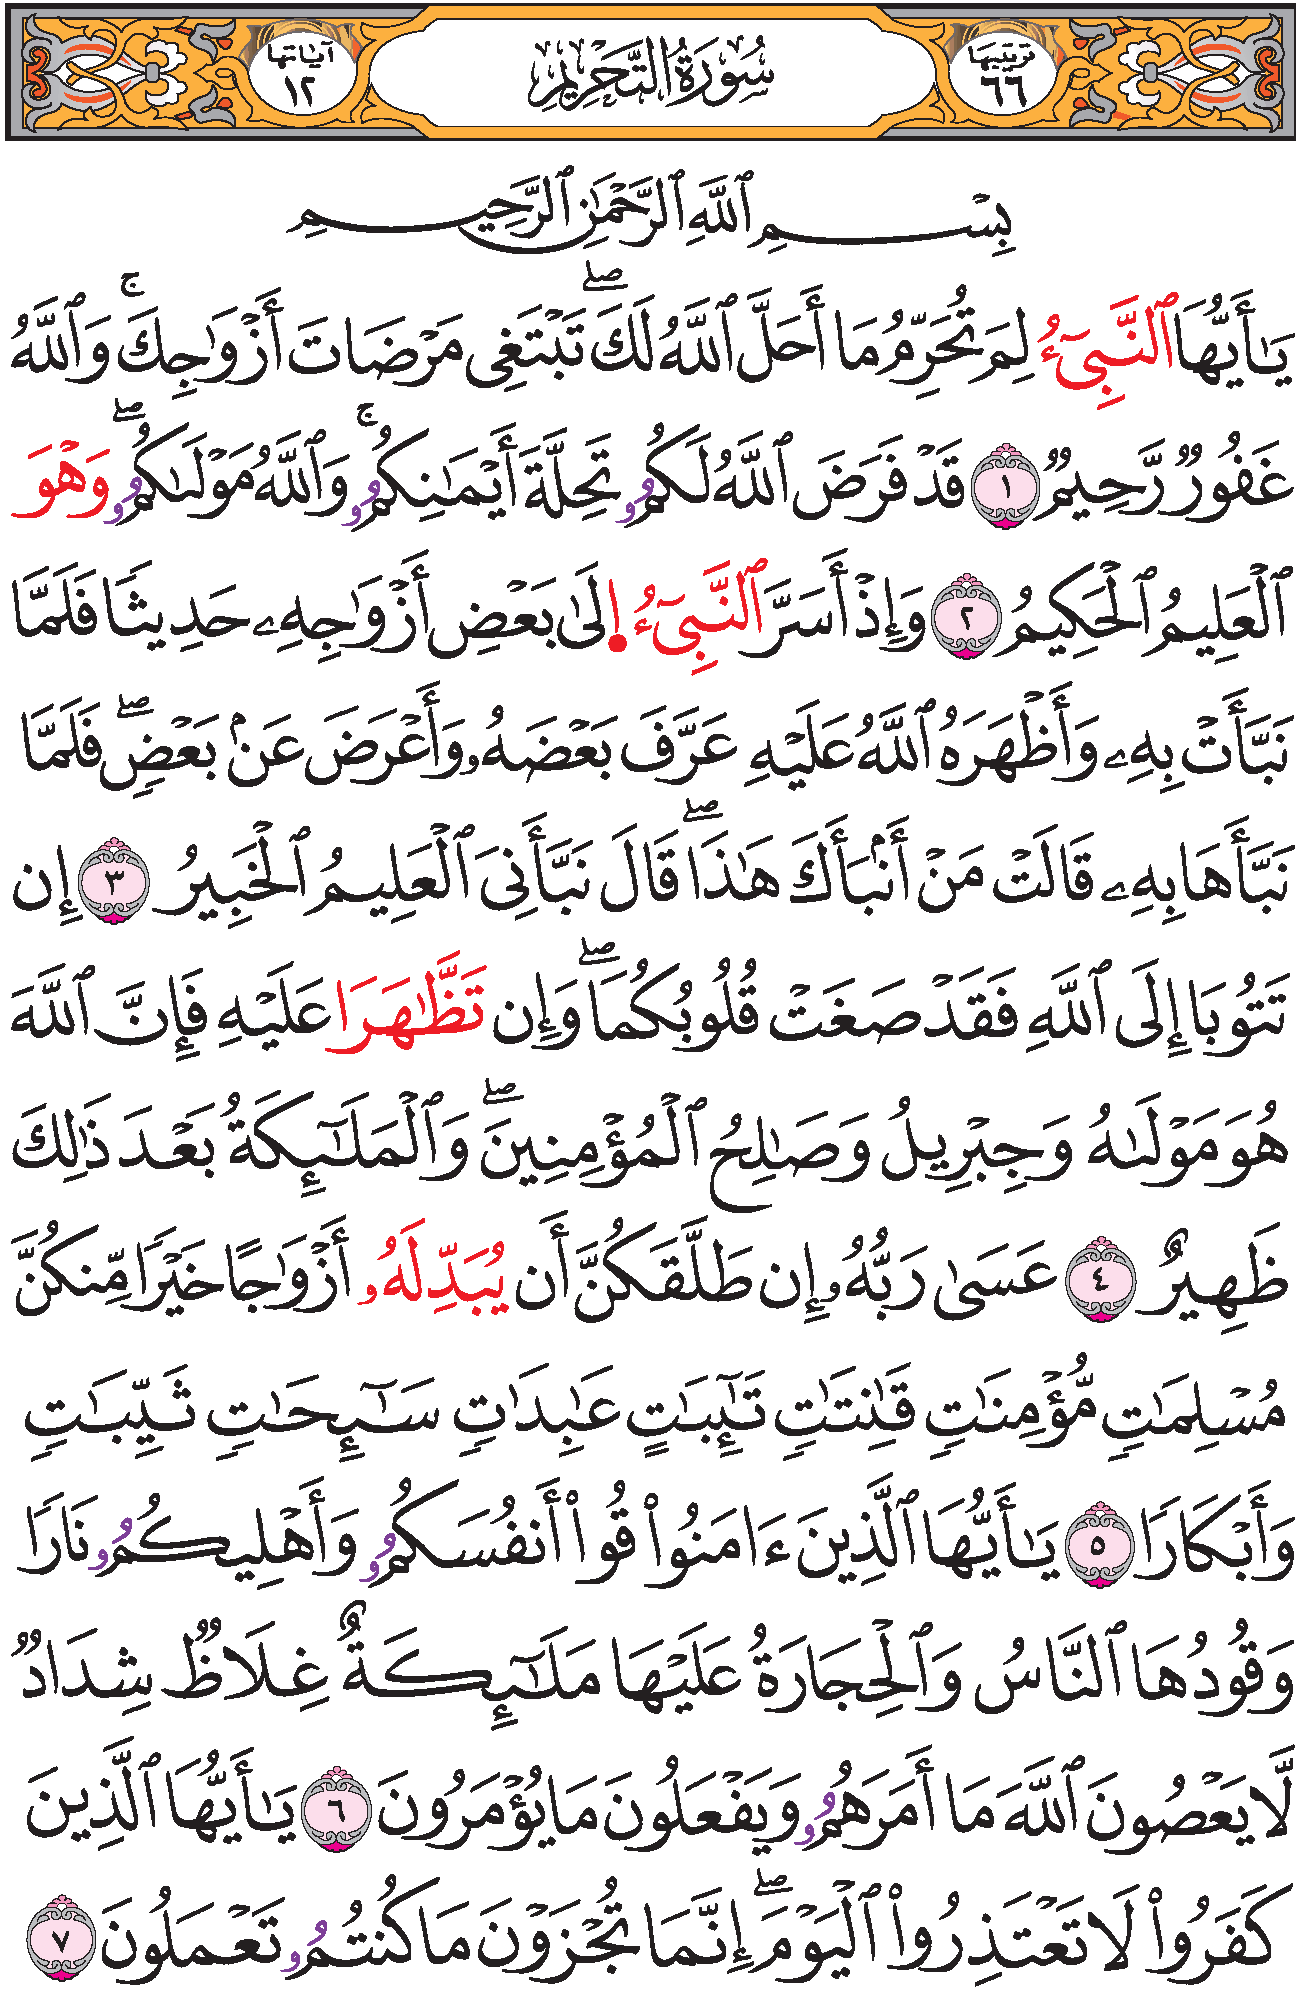 ترتيبها ٦٦ سُورَةُ التَّحْرِيمِ آياتها ١٢
بِسْمِ ٱللَّهِ ٱلرَّحْمَٰنِ ٱلرَّحِيمِ
يَٰأَيُّهَا ٱلنَّبِيٓءُ لِمَ تُحَرِّمُ مَا أَحَلَّ ٱللَّهُ لَكَۖ تَبْتَغِى مَرْضَاتَ أَزْوَٰجِكَۚ وَٱللَّهُ
غَفُورٌ رَّحِيمٌ ١ قَدْ فَرَضَ ٱللَّهُ لَكُمُۥ تَحِلَّةَ أَيْمَٰنِكُمُۥۚ وَٱللَّهُ مَوْلَىٰكُمُۥۖ وَهْوَ
ٱلْعَلِيمُ ٱلْحَكِيمُ ٢ وَإِذْ أَسَرَّ ٱلنَّبِيٓءُ اِ۬لَىٰ بَعْضِ أَزْوَٰجِهِۦ حَدِيثًا فَلَمَّا
نَبَّأَتْ بِهِۦ وَأَظْهَرَهُ ٱللَّهُ عَلَيْهِ عَرَّفَ بَعْضَهُۥ وَأَعْرَضَ عَنۢ بَعْضٍۖ فَلَمَّا
نَبَّأَهَا بِهِۦ قَالَتْ مَنْ أَنۢبَأَكَ هَٰذَاۖ قَالَ نَبَّأَنِىَ ٱلْعَلِيمُ ٱلْخَبِيرُ ٣ إِن
تَتُوبَا إِلَى ٱللَّهِ فَقَدْ صَغَتْ قُلُوبُكُمَاۖ وَإِن تَظَّٰهَرَا عَلَيْهِ فَإِنَّ ٱللَّهَ
هُوَ مَوْلَىٰهُ وَجِبْرِيلُ وَصَٰلِحُ ٱلْمُؤْمِنِينَۖ وَٱلْمَلَٰٓئِكَةُ بَعْدَ ذَٰلِكَ
ظَهِيرٌ ٤ عَسَىٰ رَبُّهُۥ إِن طَلَّقَكُنَّ أَن يُبَدِّلَهُۥ أَزْوَٰجًا خَيْرًا مِّنكُنَّ
مُسْلِمَٰتٍ مُّؤْمِنَٰتٍ قَٰنِتَٰتٍ تَٰٓئِبَٰتٍ عَٰبِدَٰتٍ سَٰٓئِحَٰتٍ ثَيِّبَٰتٍ
وَأَبْكَارًا ٥ يَٰأَيُّهَا ٱلَّذِينَ ءَامَنُوا۟ قُوا۟ أَنفُسَكُمُۥ وَأَهْلِيكُمُۥ نَارًا
وَقُودُهَا ٱلنَّاسُ وَٱلْحِجَارَةُ عَلَيْهَا مَلَٰٓئِكَةٌ غِلَاظٌ شِدَادٌ
لَّا يَعْصُونَ ٱللَّهَ مَا أَمَرَهُمُۥ وَيَفْعَلُونَ مَا يُؤْمَرُونَ ٦ يَٰأَيُّهَا ٱلَّذِينَ
كَفَرُوا۟ لَا تَعْتَذِرُوا۟ ٱلْيَوْمَۖ إِنَّمَا تُجْزَوْنَ مَا كُنتُمُۥ تَعْمَلُونَ ٧